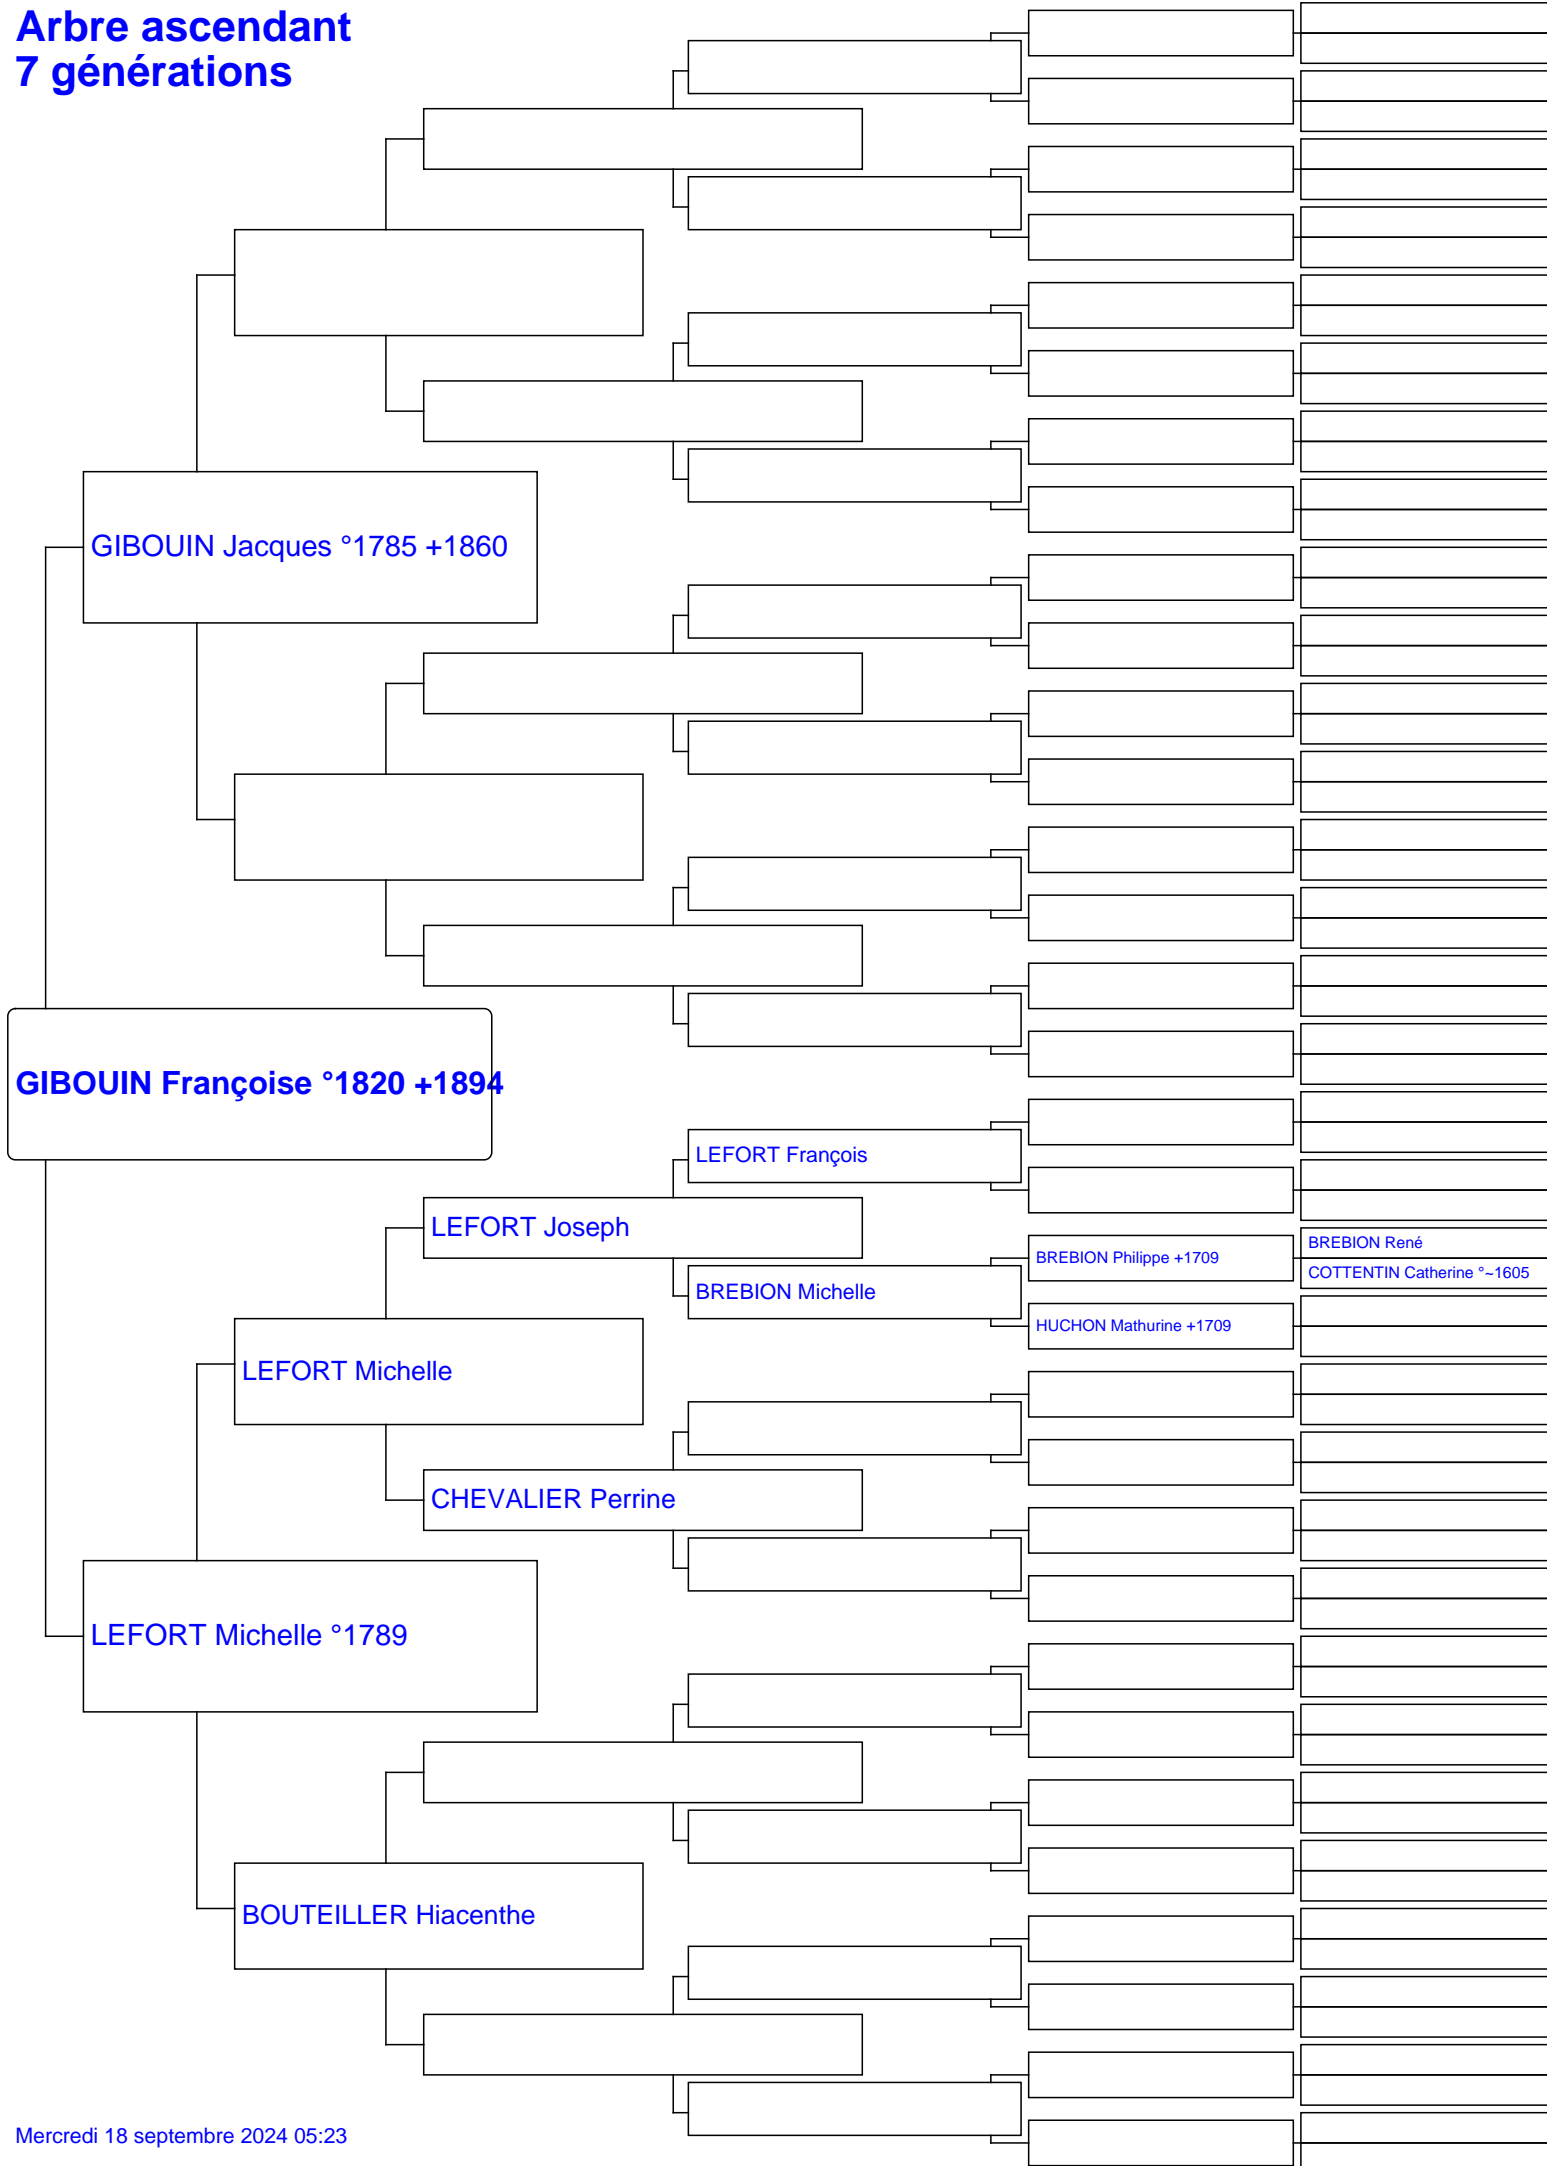 Arbre ascendant
7 générations
GIBOUIN Jacques °1785 +1860
GIBOUIN Françoise °1820 +1894
LEFORT François
LEFORT Joseph
BREBION René
BREBION Philippe +1709
COTTENTIN Catherine °~1605
BREBION Michelle
HUCHON Mathurine +1709
LEFORT Michelle
CHEVALIER Perrine
LEFORT Michelle °1789
BOUTEILLER Hiacenthe
Mercredi 18 septembre 2024 05:23